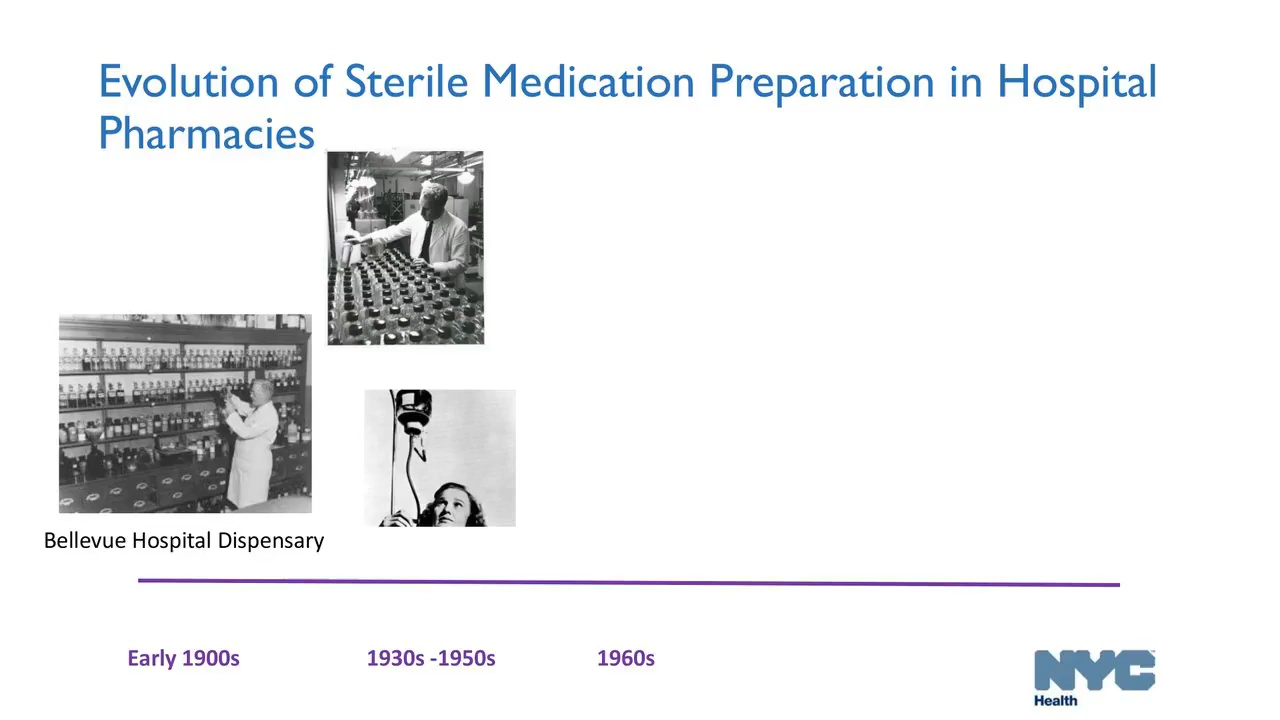 Evolution of Sterile Medication Preparation in Hospital
Pharmacies
Bellevue Hospital Dispensary
Early 1900s
1930s -1950s
1960s
NYC
Health